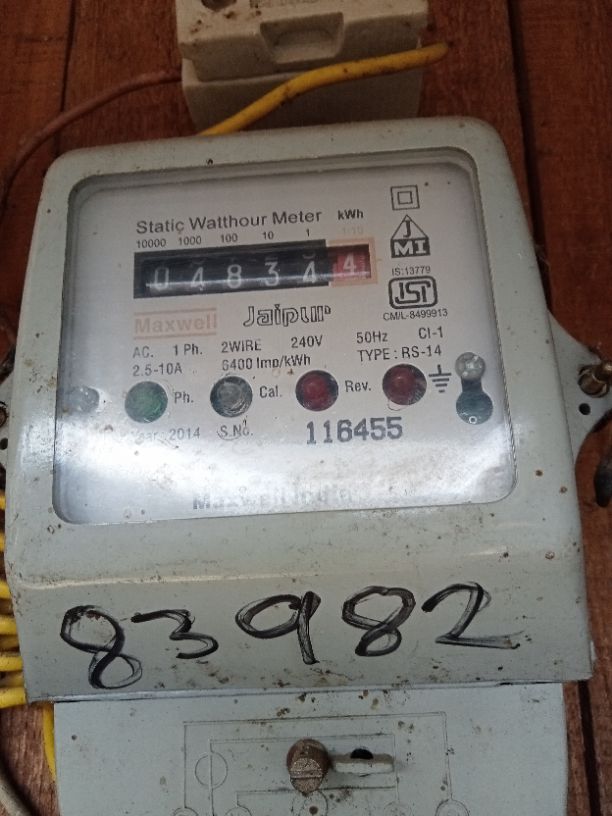 Static Watthour Meter kWh
10000 1000 100 10 1 1/10
0 4 8 3 4 4
J
MI
IS:13779
ISI
CM/L-8499913
Maxwell Jaipur
AC. 1 Ph. 2WIRE 240V 50Hz Cl-1
2.5-10A 6400 Imp/kWh TYPE : RS-14
Ph. Cal. Rev.
2014 S.No. 116455
83982